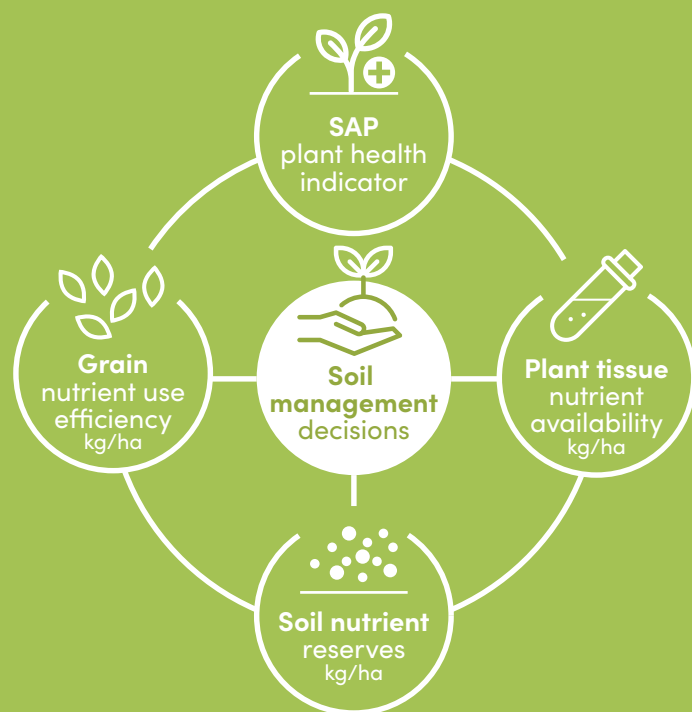 SAP
plant health
indicator
Grain
nutrient use
efficiency
kg/ha
Soil
management
decisions
Plant tissue
nutrient
availability
kg/ha
Soil nutrient
reserves
kg/ha